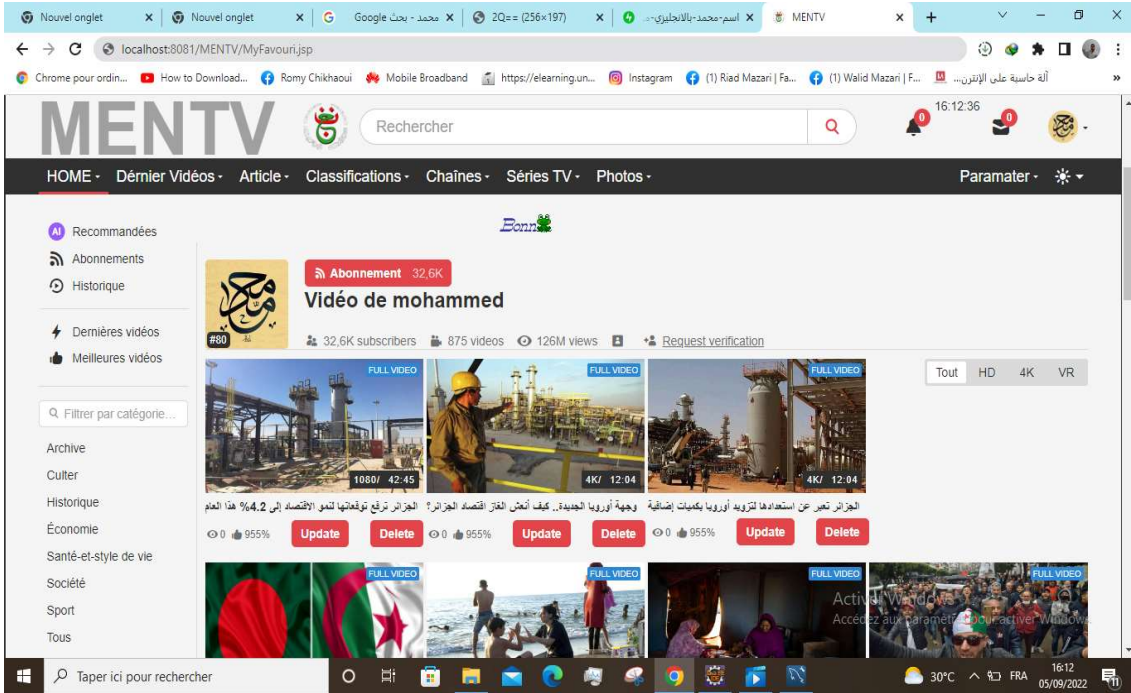 Nouvel onglet
Nouvel onglet
محمد - بحث Google
2Q== (256×197)
اسم-محمد-بالانجليزي-
MENTV
localhost:8081/MENTV/MyFavouri.jsp
Chrome pour ordin...
How to Download...
Romy Chikhaoui
Mobile Broadband
https://elearning.un...
Instagram
(1) Riad Mazari | Fa...
(1) Walid Mazari | F...
آلة حاسبة على الإنترن...
MENTV
Rechercher
0
16:12:36
0
HOME
Dérnier Vidéos
Article
Classifications
Chaînes
Séries TV
Photos
Paramater
AI Recommandées
Abonnements
Historique
Dernières vidéos
Meilleures vidéos
Filtrer par catégorie...
Archive
Culter
Historique
Économie
Santé-et-style de vie
Société
Sport
Tous
Bonn
#80
Abonnement 32,6K
Vidéo de mohammed
32,6K subscribers
875 videos
126M views
Request verification
Tout HD 4K VR
FULL VIDEO
1080/ 42:45
الجزائر ترفع توقعاتها لنمو الاقتصاد إلى 4.2% هذا العام
0 955%
Update
Delete
FULL VIDEO
4K/ 12:04
وجهة أوروبا الجديدة.. كيف أنعش الغاز اقتصاد الجزائر؟
0 955%
Update
Delete
FULL VIDEO
4K/ 12:04
الجزائر تعبر عن استعدادها لتزويد أوروبا بكميات إضافية
0 955%
Update
Delete
FULL VIDEO
FULL VIDEO
FULL VIDEO
FULL VIDEO
Activer Windows
Accédez aux paramètres pour activer Windows
Taper ici pour rechercher
30°C
FRA
16:12
05/09/2022
11